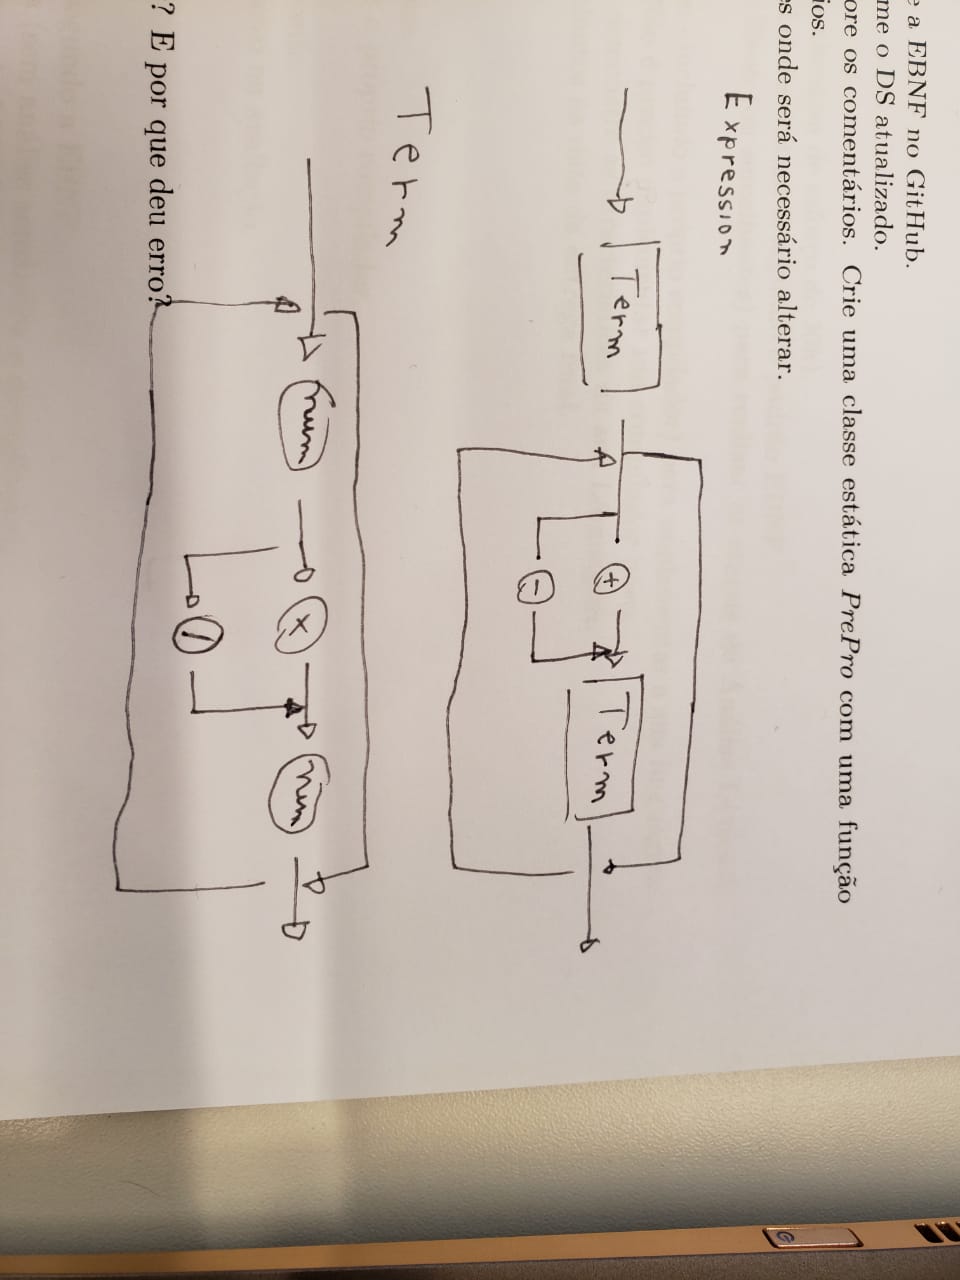 e a EBNF no GitHub.
me o DS atualizado.
ore os comentários. Crie uma classe estática PrePro com uma função
ios.
es onde será necessário alterar.
Expression
Term + Term
-
Term
num × num
/
? E por que deu erro?